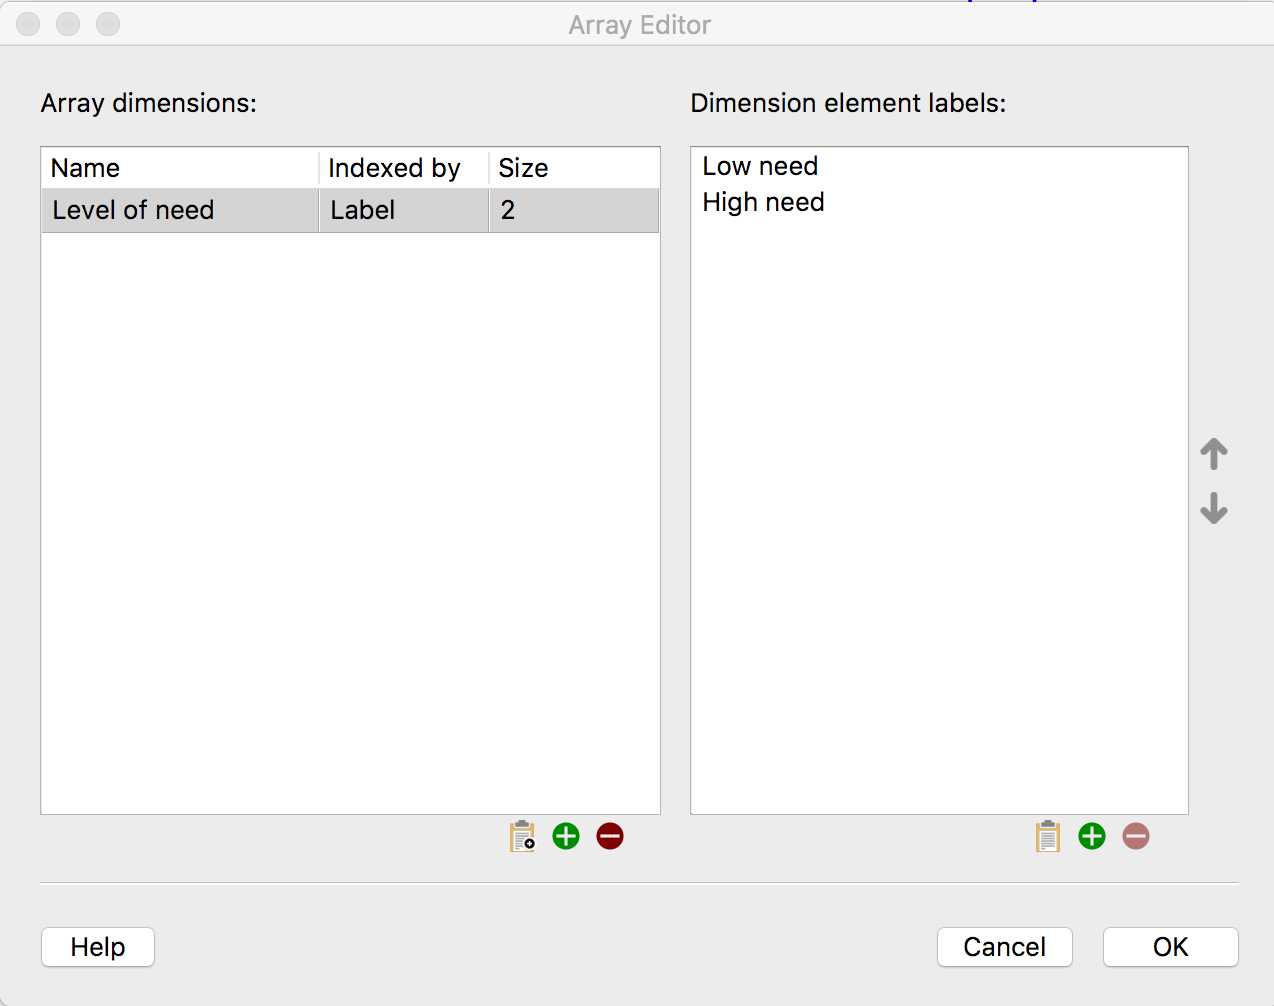 Array Editor
Array dimensions:
Name Indexed by Size
Level of need Label 2
Dimension element labels:
Low need
High need
Help Cancel OK